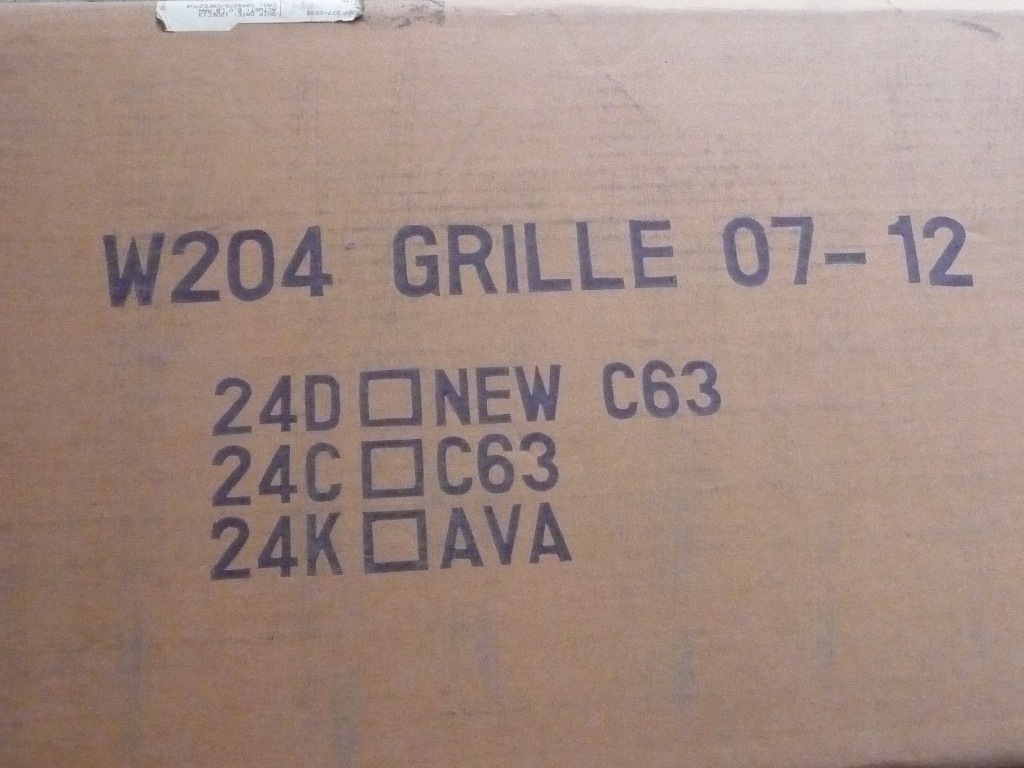 W204 GRILLE 07-12
24D □ NEW C63
24C □ C63
24K □ AVA